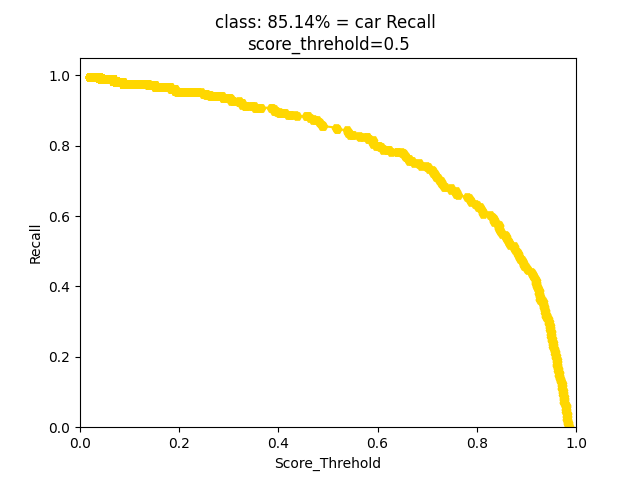 class: 85.14% = car Recall
score_threhold=0.5
1.0
0.8
0.6
0.4
0.2
0.0
Recall
0.0 0.2 0.4 0.6 0.8 1.0
Score_Threhold